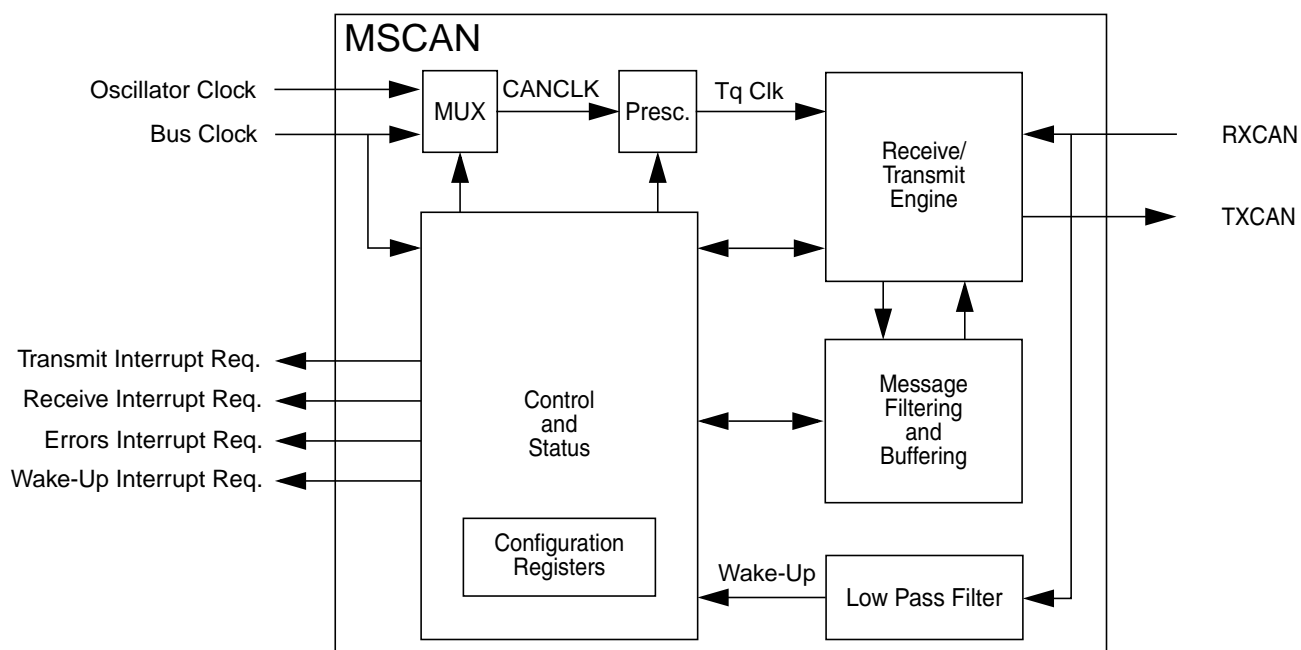 MSCAN
Oscillator Clock
Bus Clock
MUX
CANCLK
Presc.
Tq Clk
Receive/
Transmit
Engine
RXCAN
TXCAN
Transmit Interrupt Req.
Receive Interrupt Req.
Errors Interrupt Req.
Wake-Up Interrupt Req.
Control
and
Status
Message
Filtering
and
Buffering
Configuration
Registers
Wake-Up
Low Pass Filter